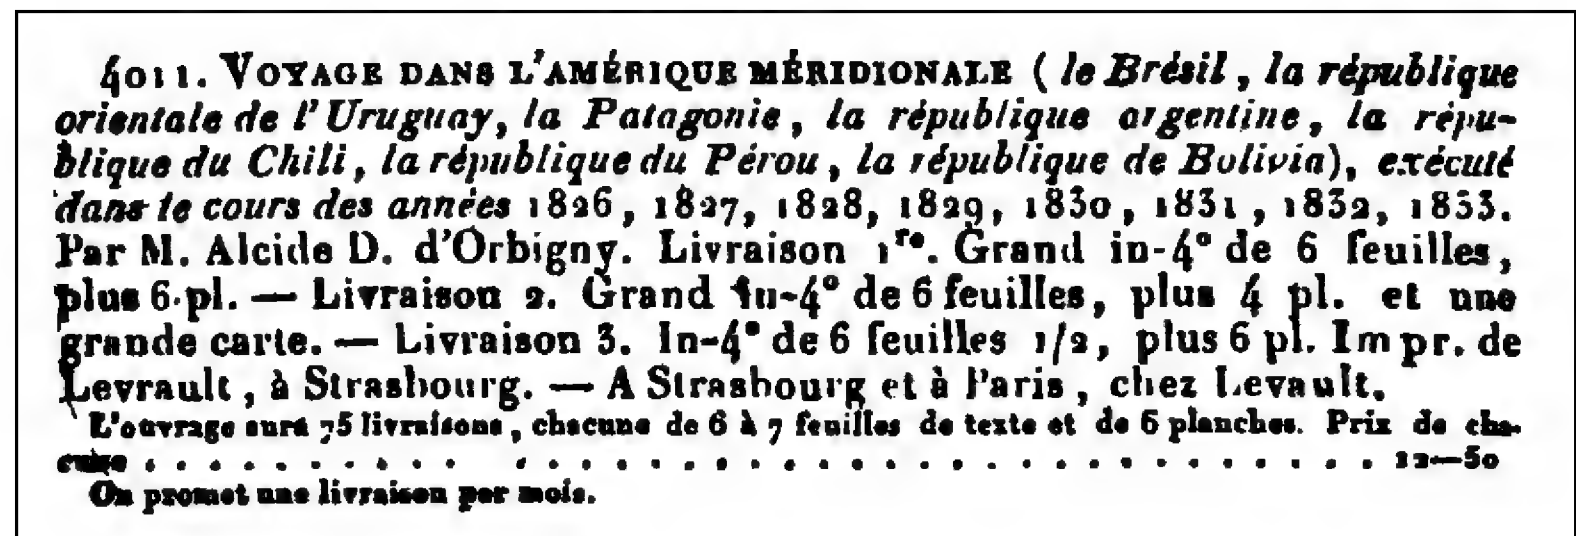 4011. VOYAGE DANS L'AMÉRIQUE MÉRIDIONALE ( le Brésil, la république
orientale de l'Uruguay, la Patagonie, la république argentine, la répu-
blique du Chili, la république du Pérou, la république de Bolivia), exécuté
dans le cours des années 1826, 1827, 1828, 1829, 1830, 1831, 1832, 1833.
Par M. Alcide D. d'Orbigny. Livraison 1re. Grand in-4° de 6 feuilles,
plus 6 pl. — Livraison 2. Grand in-4° de 6 feuilles, plus 4 pl. et une
grande carte. — Livraison 3. In-4° de 6 feuilles 1/2, plus 6 pl. Impr. de
Levrault, à Strasbourg. — A Strasbourg et à Paris, chez Levault.
L'ouvrage aura 75 livraisons, chacune de 6 à 7 feuilles de texte et de 6 planches. Prix de cha-
cune . . . . . . . . . . . . . . . . . . . . . . . . . . . . . . . . . . . 12—50
On promet une livraison par mois.